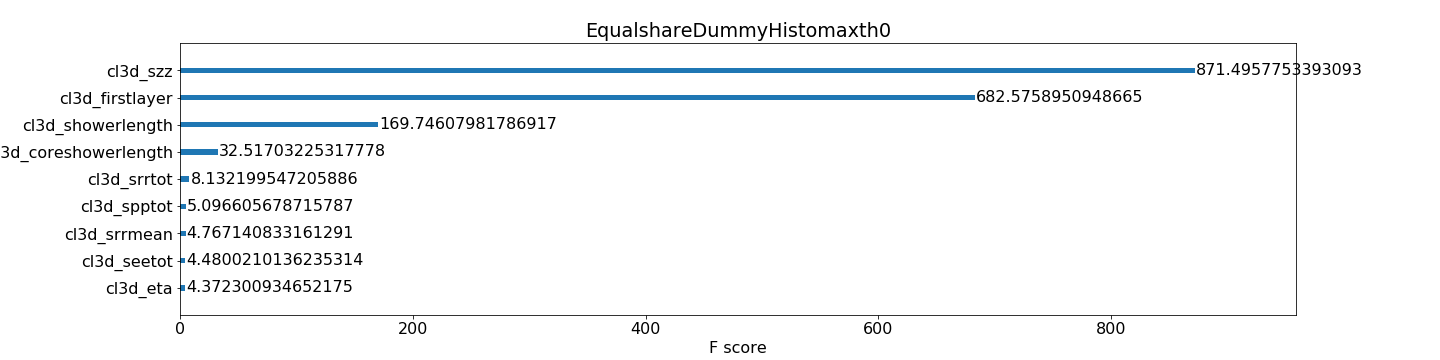 EqualshareDummyHistomaxth0
cl3d_szz 871.4957753393093
cl3d_firstlayer 682.5758950948665
cl3d_showerlength 169.74607981786917
3d_coreshowerlength 32.51703225317778
cl3d_srrtot 8.132199547205886
cl3d_spptot 5.096605678715787
cl3d_srrmean 4.767140833161291
cl3d_seetot 4.4800210136235314
cl3d_eta 4.372300934652175
0 200 400 600 800
F score